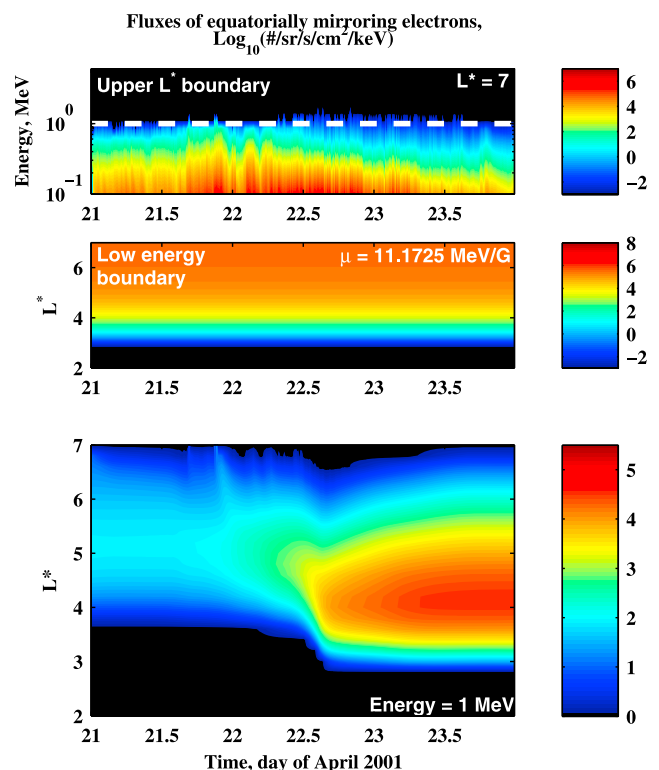 Fluxes of equatorially mirroring electrons,
Log₁₀(#/sr/s/cm²/keV)
Upper L* boundary
L* = 7
Energy, MeV
10⁰
10⁻¹
21 21.5 22 22.5 23 23.5
6
4
2
0
−2
Low energy
boundary
μ = 11.1725 MeV/G
L*
6
4
2
21 21.5 22 22.5 23 23.5
8
6
4
2
0
−2
L*
7
6
5
4
3
2
Energy = 1 MeV
21 21.5 22 22.5 23 23.5
Time, day of April 2001
5
4
3
2
1
0